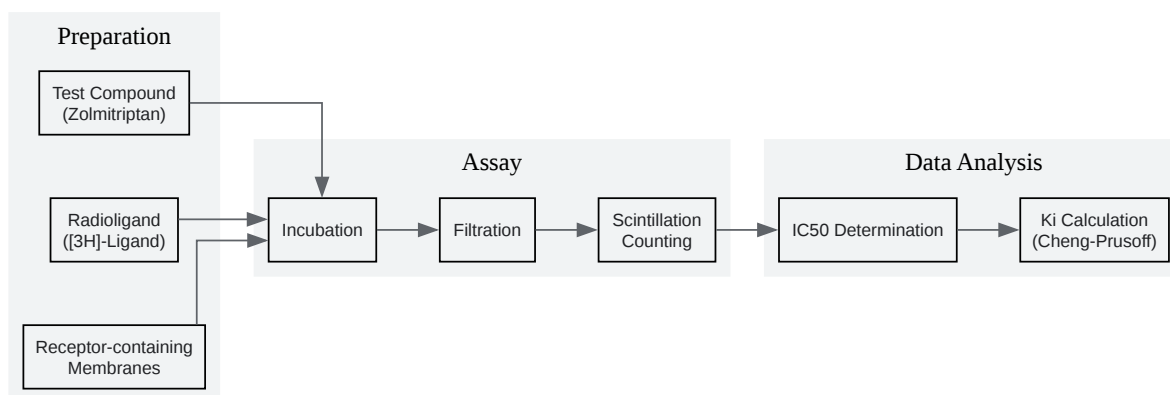 Preparation
Test Compound
(Zolmitriptan)
Radioligand
([3H]-Ligand)
Receptor-containing
Membranes
Assay
Incubation
Filtration
Scintillation
Counting
Data Analysis
IC50 Determination
Ki Calculation
(Cheng-Prusoff)